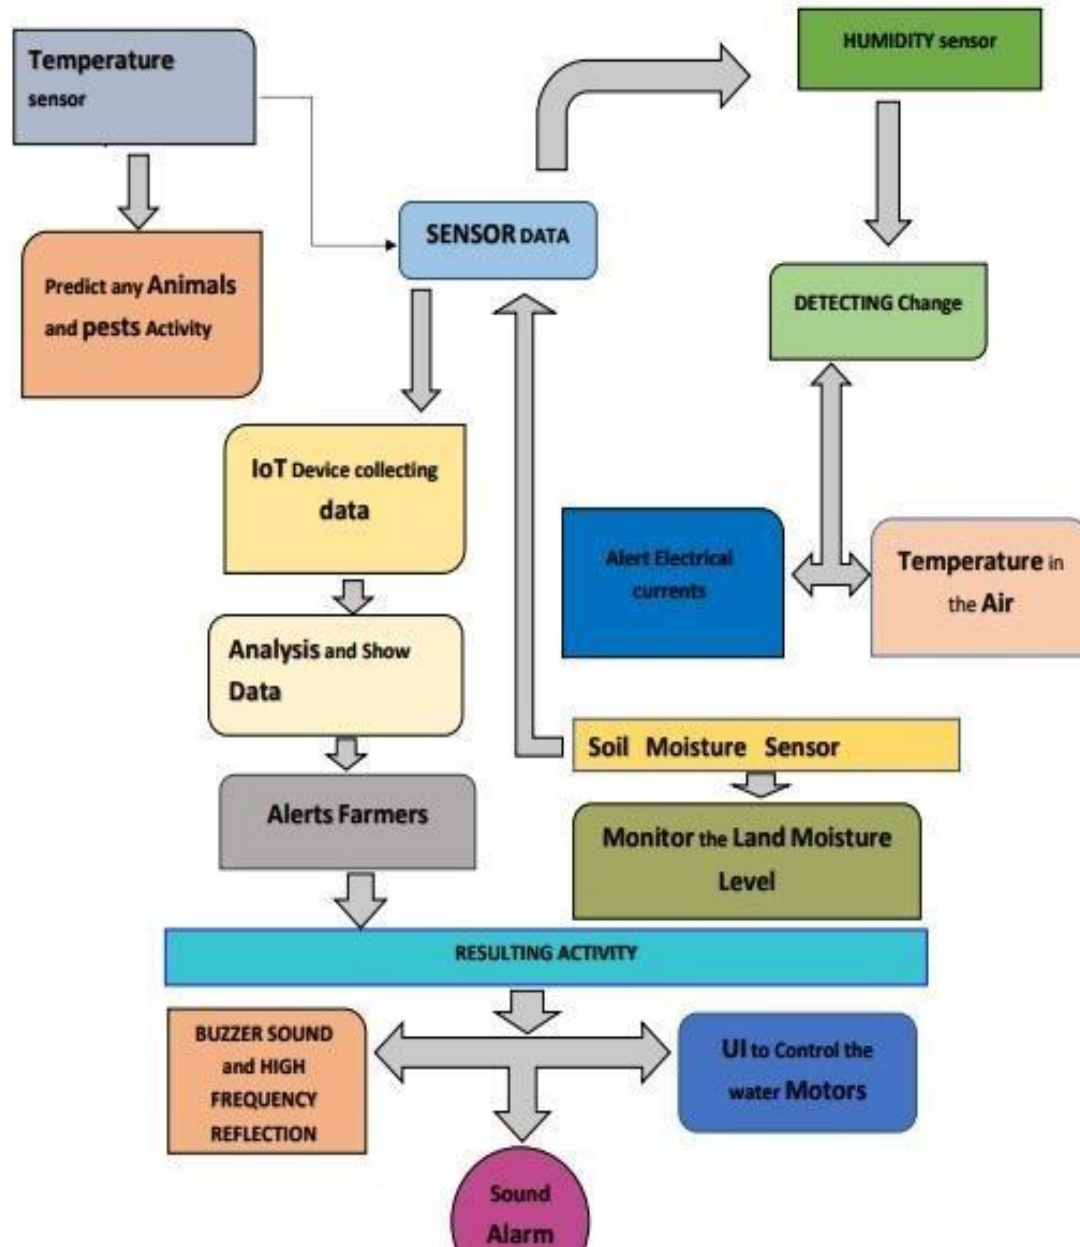 Temperature
sensor
HUMIDITY sensor
SENSOR DATA
Predict any Animals
and pests Activity
DETECTING Change
IoT Device collecting
data
Alert Electrical
currents
Temperature in
the Air
Analysis and Show
Data
Soil Moisture Sensor
Alerts Farmers
Monitor the Land Moisture
Level
RESULTING ACTIVITY
BUZZER SOUND
and HIGH
FREQUENCY
REFLECTION
UI to Control the
water Motors
Sound
Alarm